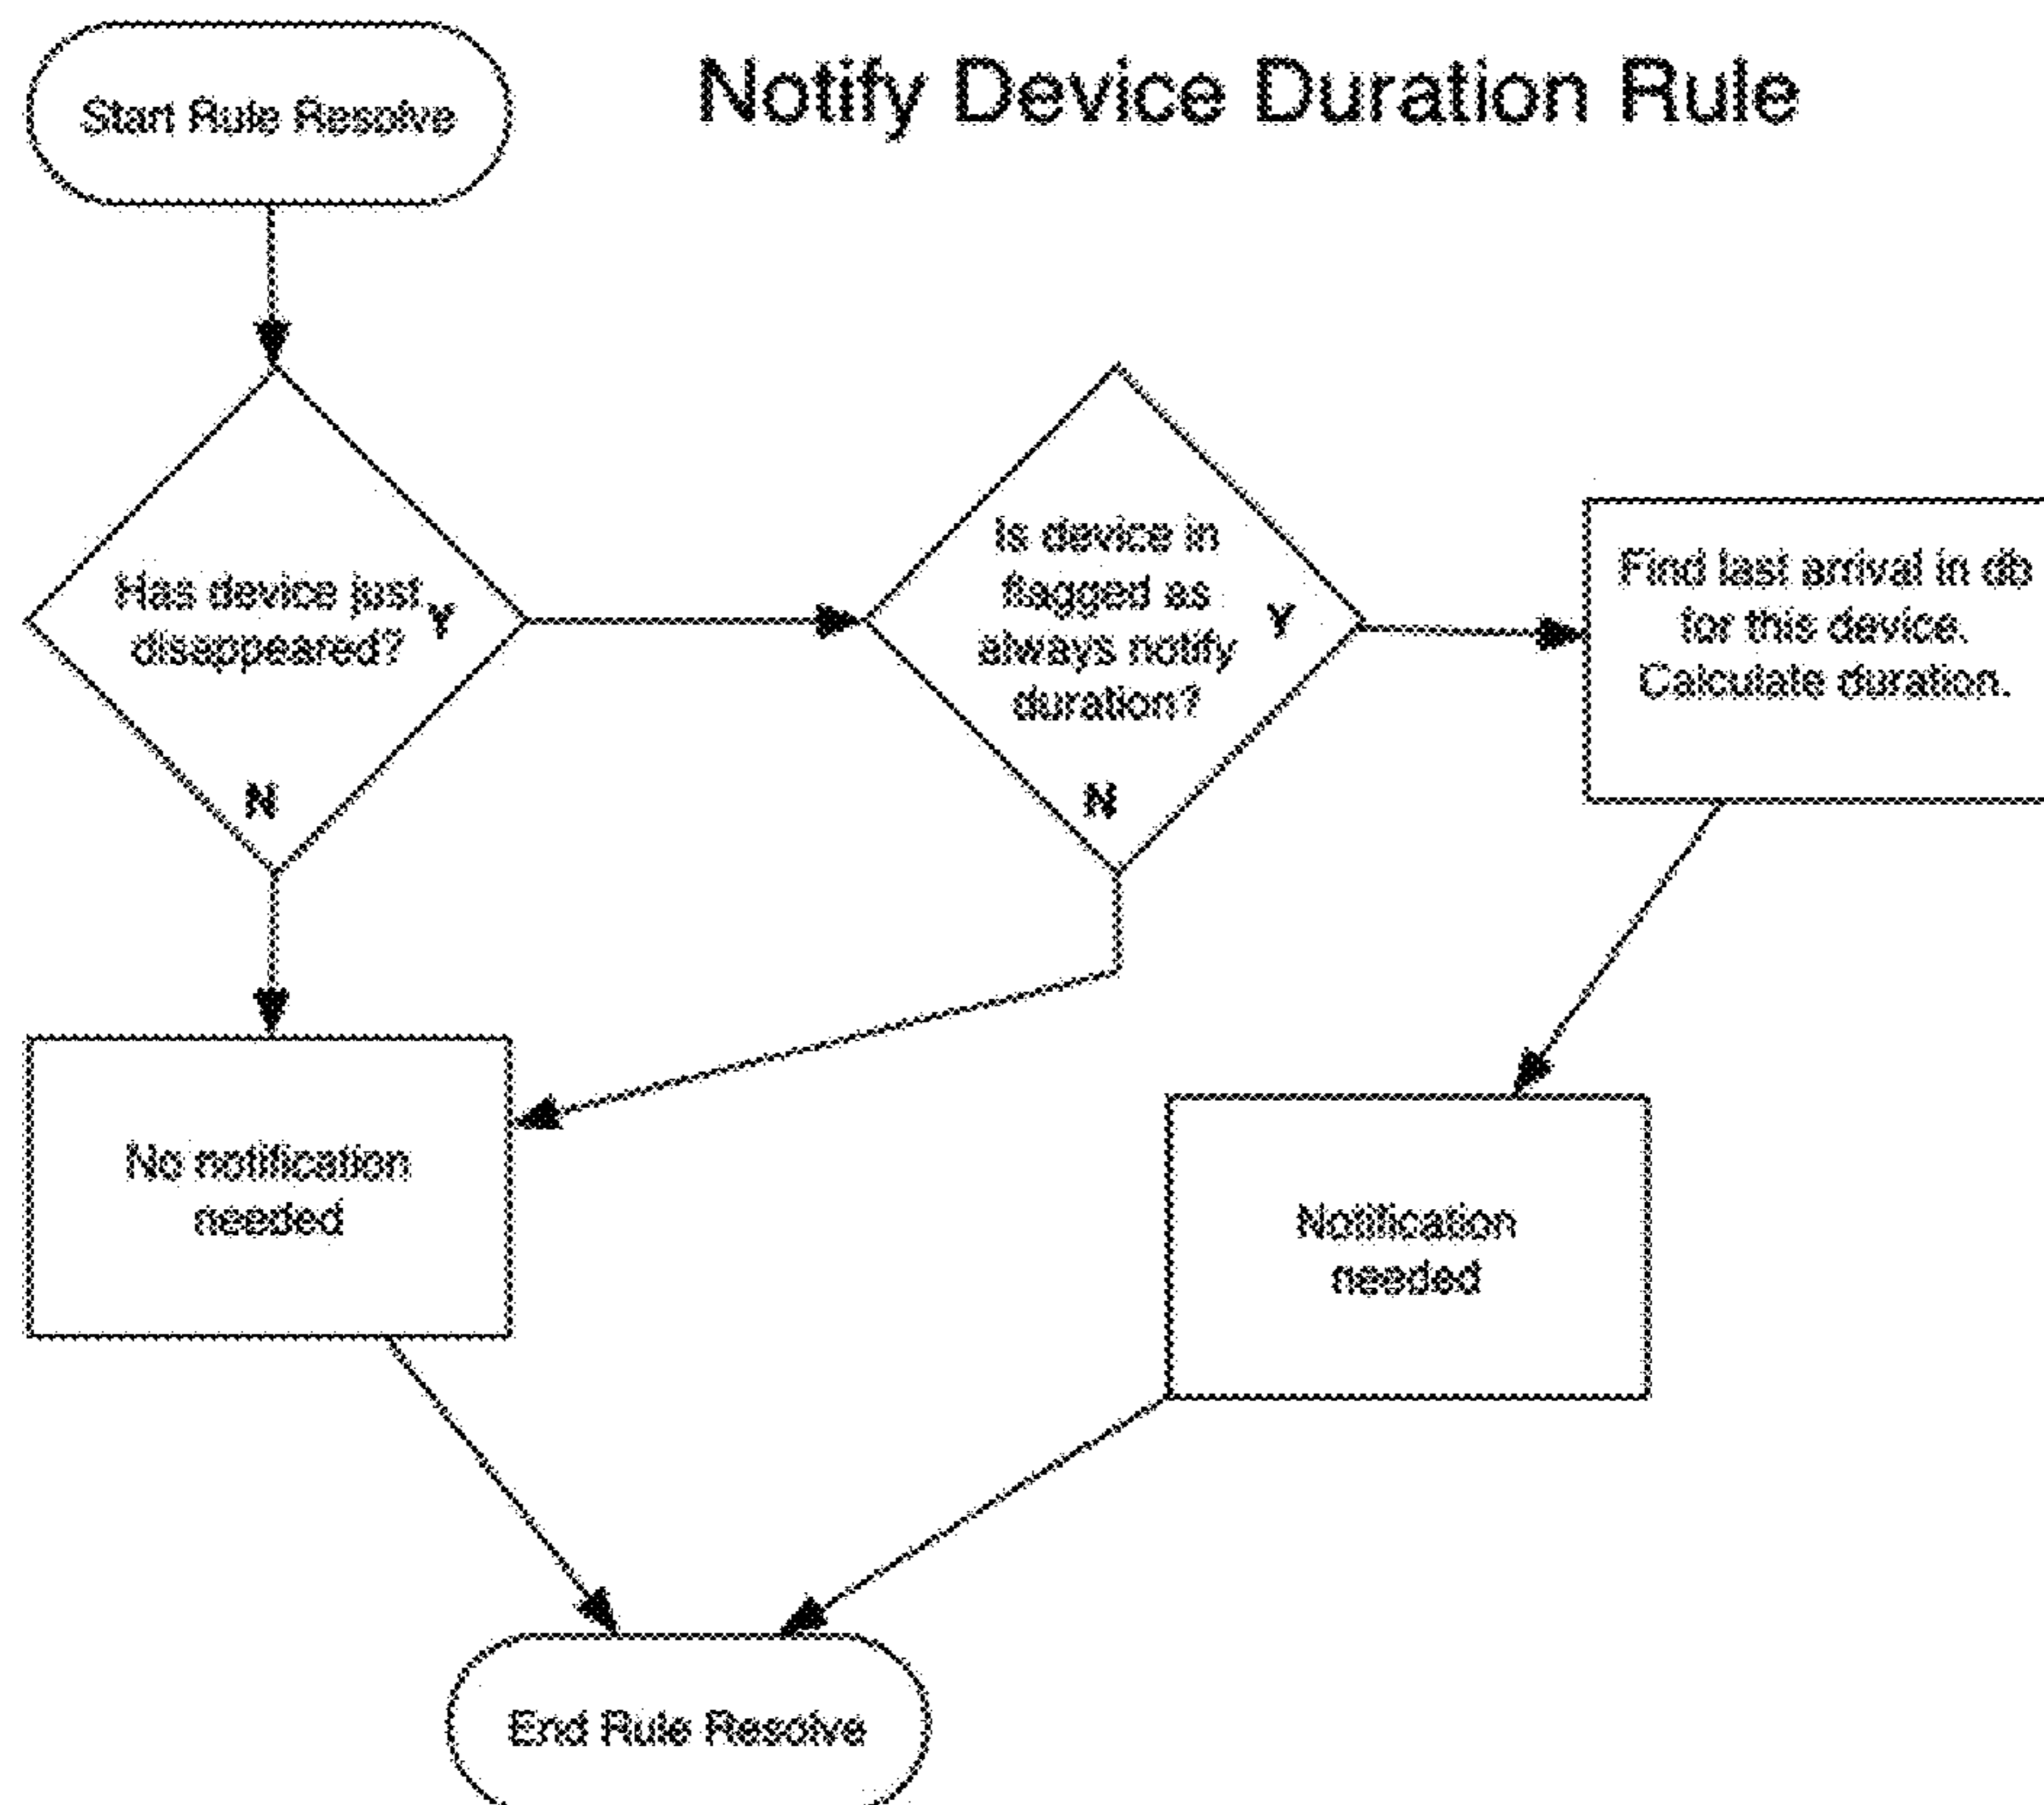 Notify Device Duration Rule
Start Rule Resolve
Has device just
disappeared?
Y
N
Is device in
flagged as
always notify
duration?
Y
N
Find last arrival in db
for this device.
Calculate duration.
No notification
needed
Notification
needed
End Rule Resolve